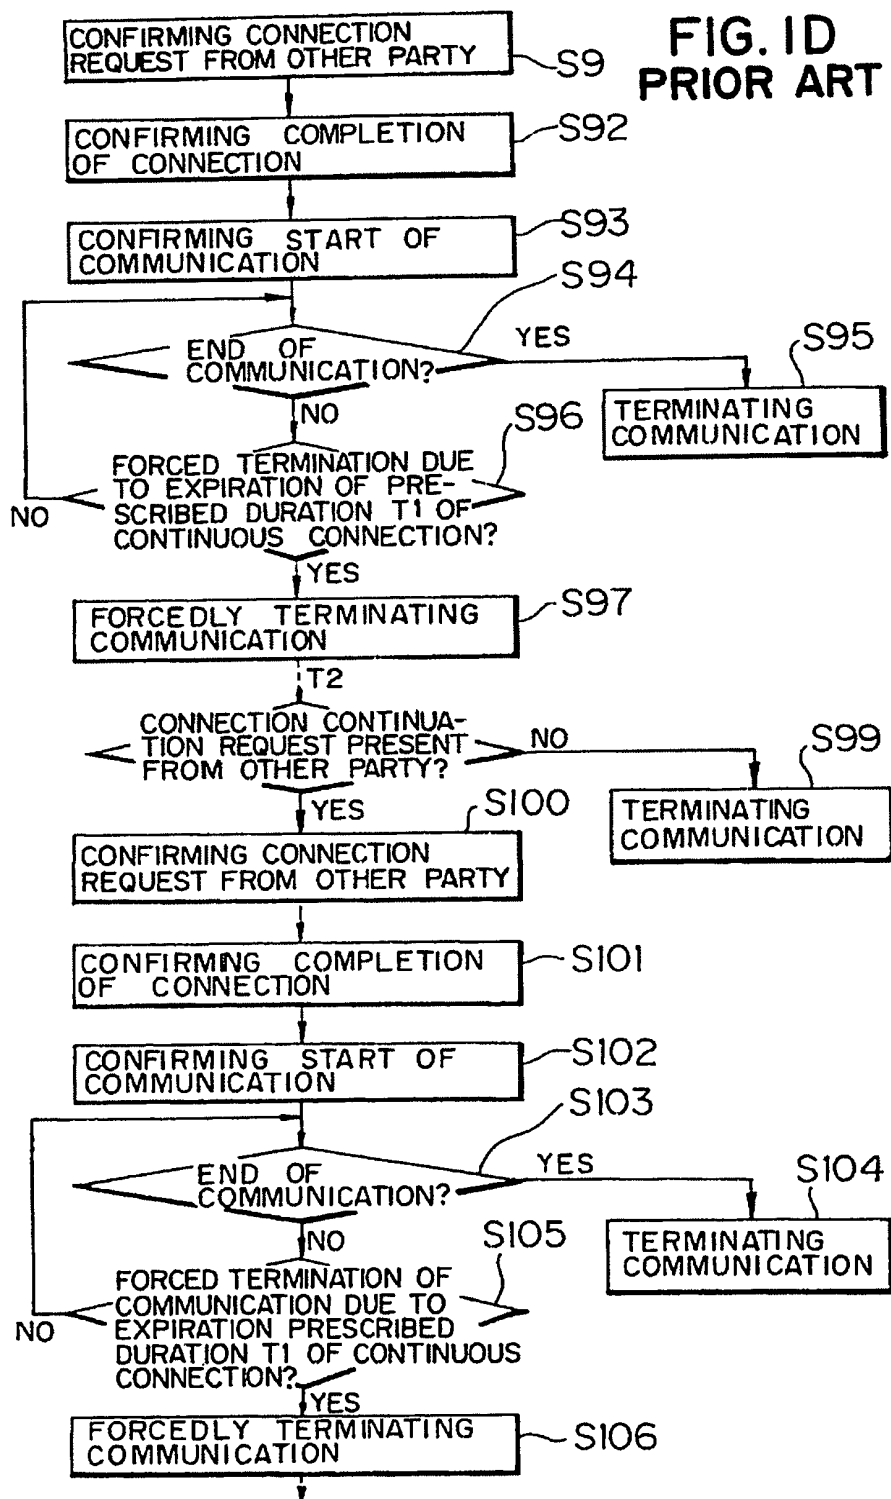 FIG. 1D
PRIOR ART
CONFIRMING CONNECTION
REQUEST FROM OTHER PARTY
S9
CONFIRMING COMPLETION
OF CONNECTION
S92
CONFIRMING START OF
COMMUNICATION
S93
S94
END OF
COMMUNICATION?
YES
S95
TERMINATING
COMMUNICATION
NO
S96
FORCED TERMINATION DUE
TO EXPIRATION OF PRE-
SCRIBED DURATION T1 OF
CONTINUOUS CONNECTION?
NO
YES
FORCEDLY TERMINATING
COMMUNICATION
S97
T2
CONNECTION CONTINUA-
TION REQUEST PRESENT
FROM OTHER PARTY?
NO
S99
TERMINATING
COMMUNICATION
YES
S100
CONFIRMING CONNECTION
REQUEST FROM OTHER PARTY
CONFIRMING COMPLETION
OF CONNECTION
S101
CONFIRMING START OF
COMMUNICATION
S102
S103
END OF
COMMUNICATION?
YES
S104
TERMINATING
COMMUNICATION
NO
S105
FORCED TERMINATION OF
COMMUNICATION DUE TO
EXPIRATION PRESCRIBED
DURATION T1 OF CONTINUOUS
CONNECTION?
NO
YES
FORCEDLY TERMINATING
COMMUNICATION
S106